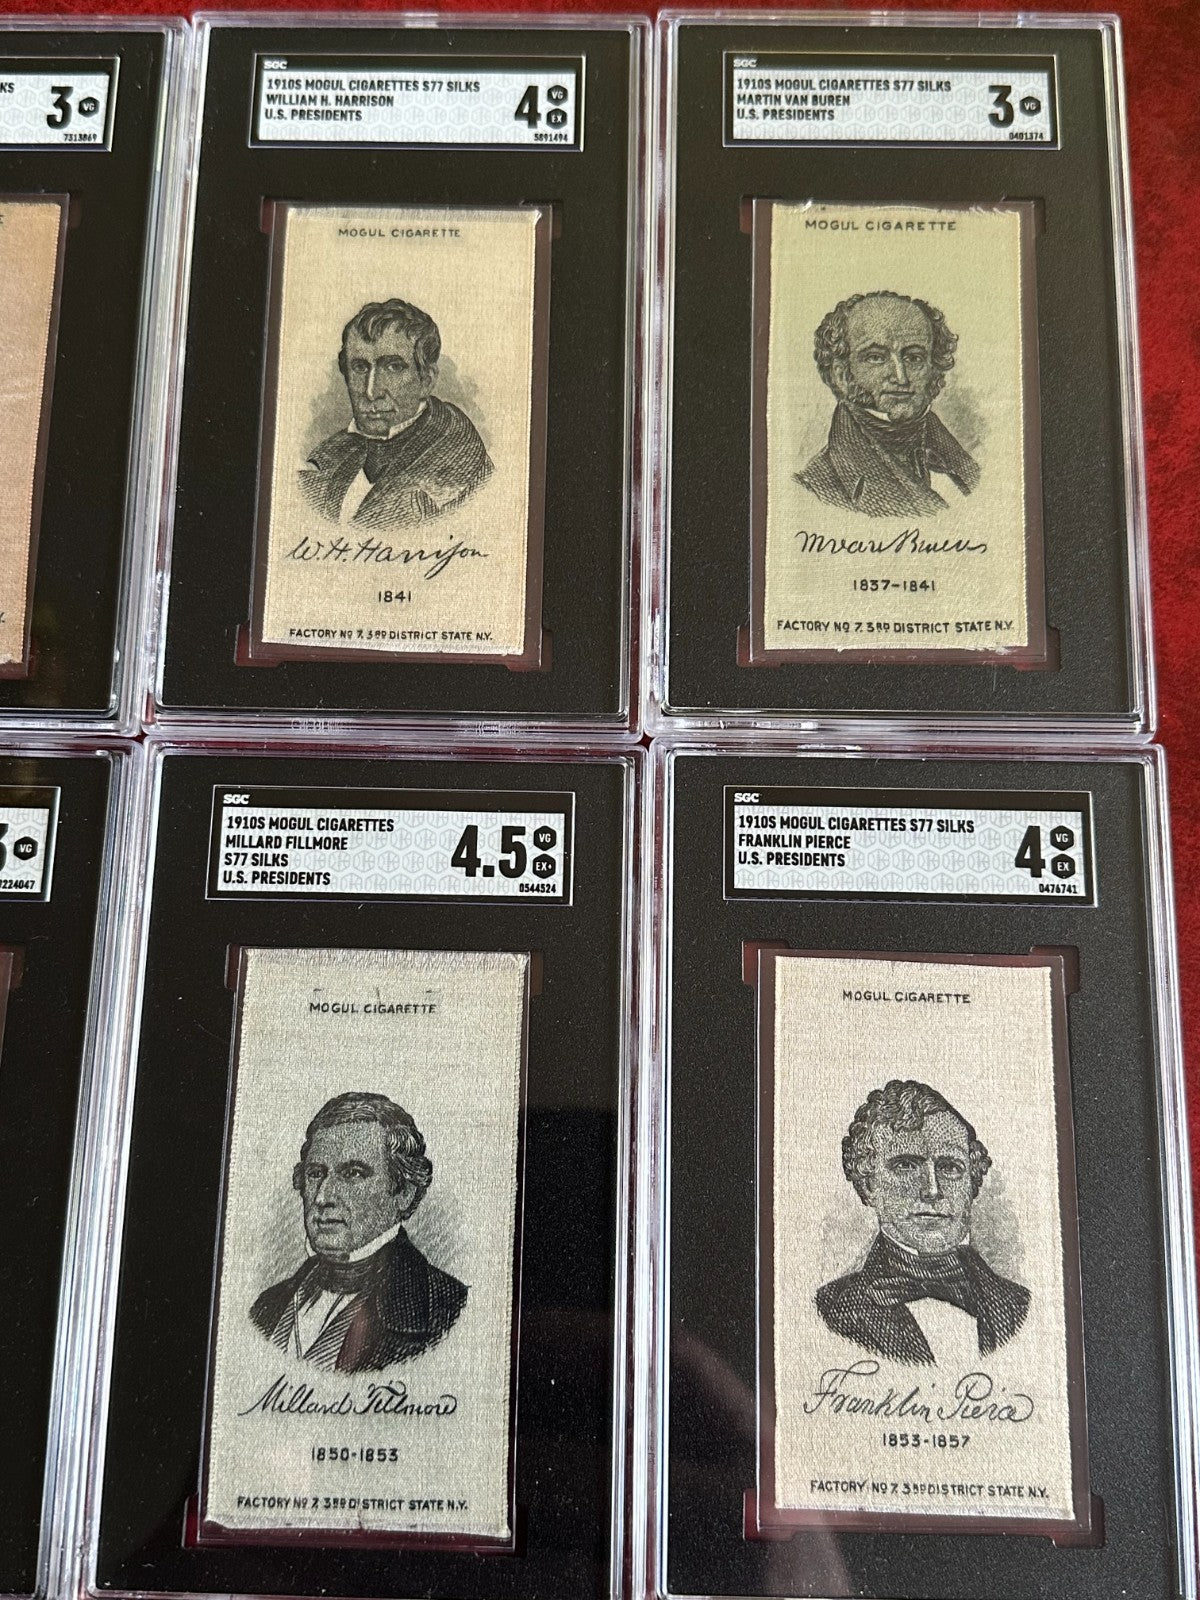 KS
3 VG
7313869
SGC
1910S MOGUL CIGARETTES S77 SILKS
WILLIAM H. HARRISON
U.S. PRESIDENTS
4 VG EX
5891494
MOGUL CIGARETTE
W. H. Harrison
1841
FACTORY No 7. 3RD DISTRICT STATE N.Y.
SGC
1910S MOGUL CIGARETTES S77 SILKS
MARTIN VAN BUREN
U.S. PRESIDENTS
3 VG
0401374
MOGUL CIGARETTE
M van Buren
1837-1841
FACTORY No 7. 3RD DISTRICT STATE N.Y.
VG
7224047
SGC
1910S MOGUL CIGARETTES
MILLARD FILLMORE
S77 SILKS
U.S. PRESIDENTS
4.5 VG EX+
0544524
MOGUL CIGARETTE
Millard Fillmore
1850-1853
FACTORY No 7. 3RD DISTRICT STATE N.Y.
SGC
1910S MOGUL CIGARETTES S77 SILKS
FRANKLIN PIERCE
U.S. PRESIDENTS
4 VG EX
0476741
MOGUL CIGARETTE
Franklin Pierce
1853-1857
FACTORY No 7. 3RD DISTRICT STATE N.Y.